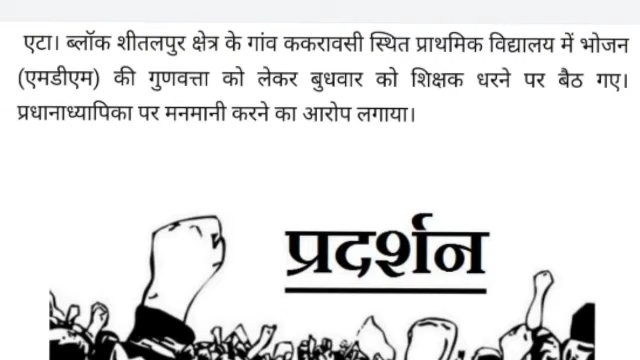 एटा। ब्लॉक शीतलपुर क्षेत्र के गांव ककरावसी स्थित प्राथमिक विद्यालय में भोजन
(एमडीएम) की गुणवत्ता को लेकर बुधवार को शिक्षक धरने पर बैठ गए।
प्रधानाध्यापिका पर मनमानी करने का आरोप लगाया।
प्रदर्शन